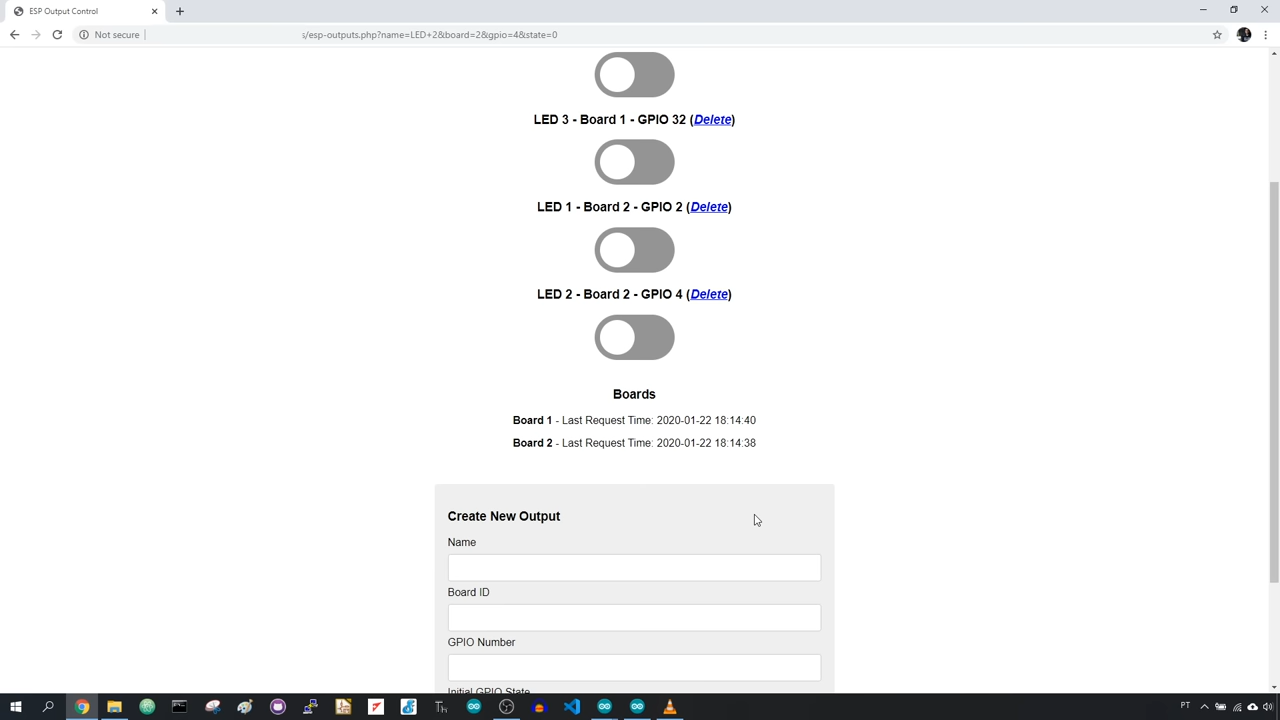 ESP Output Control
Not secure
s/esp-outputs.php?name=LED+2&board=2&gpio=4&state=0
LED 3 - Board 1 - GPIO 32 (Delete)
LED 1 - Board 2 - GPIO 2 (Delete)
LED 2 - Board 2 - GPIO 4 (Delete)
Boards
Board 1 - Last Request Time: 2020-01-22 18:14:40
Board 2 - Last Request Time: 2020-01-22 18:14:38
Create New Output
Name
Board ID
GPIO Number
Initial GPIO State
Th
PT